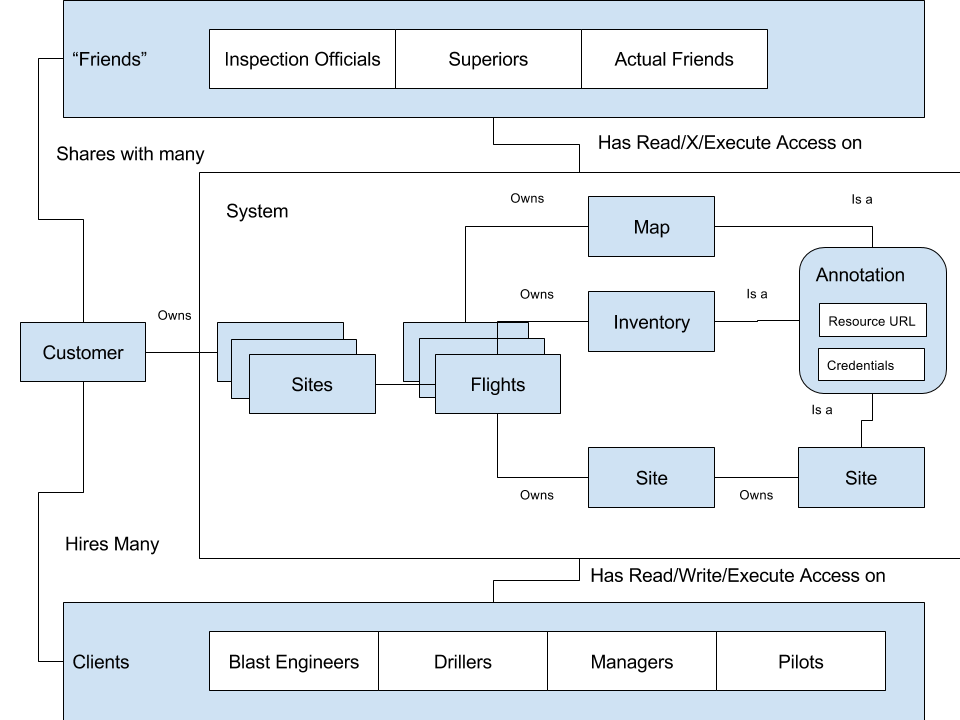 “Friends”
Inspection Officials
Superiors
Actual Friends
Shares with many
Has Read/X/Execute Access on
System
Owns
Is a
Map
Annotation
Owns
Is a
Resource URL
Inventory
Owns
Customer
Credentials
Sites
Flights
Is a
Site
Site
Owns
Owns
Hires Many
Has Read/Write/Execute Access on
Clients
Blast Engineers
Drillers
Managers
Pilots